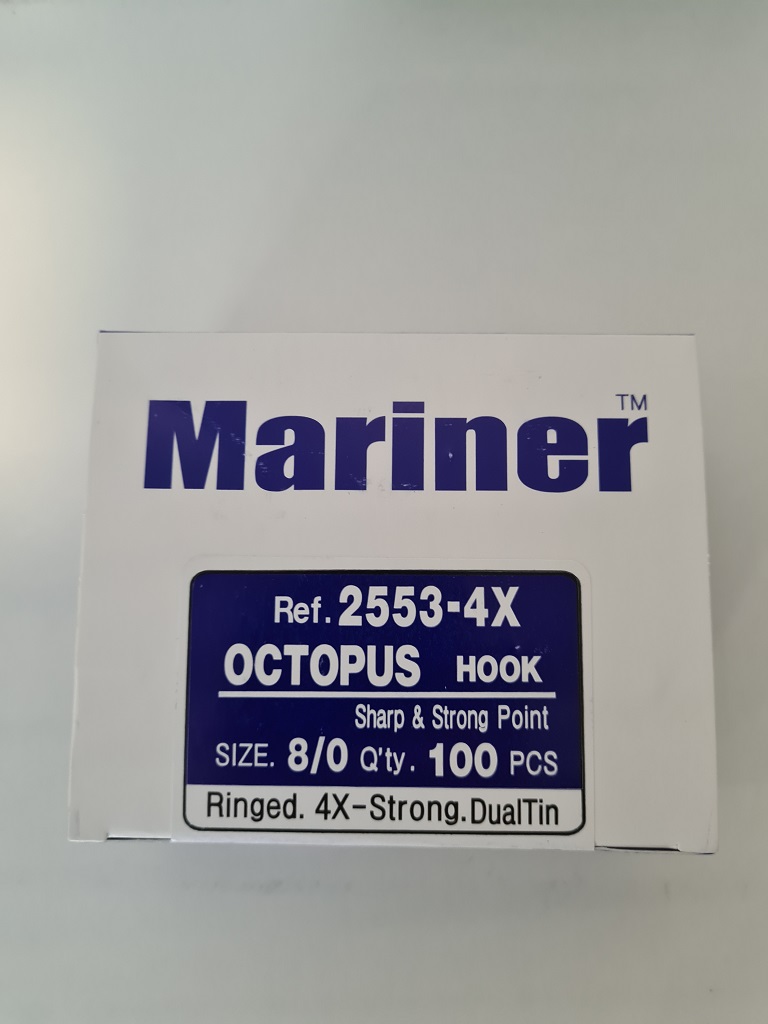 Mariner™
Ref. 2553-4X
OCTOPUS HOOK
Sharp & Strong Point
SIZE. 8/0 Q'ty. 100 PCS
Ringed. 4X-Strong. DualTin